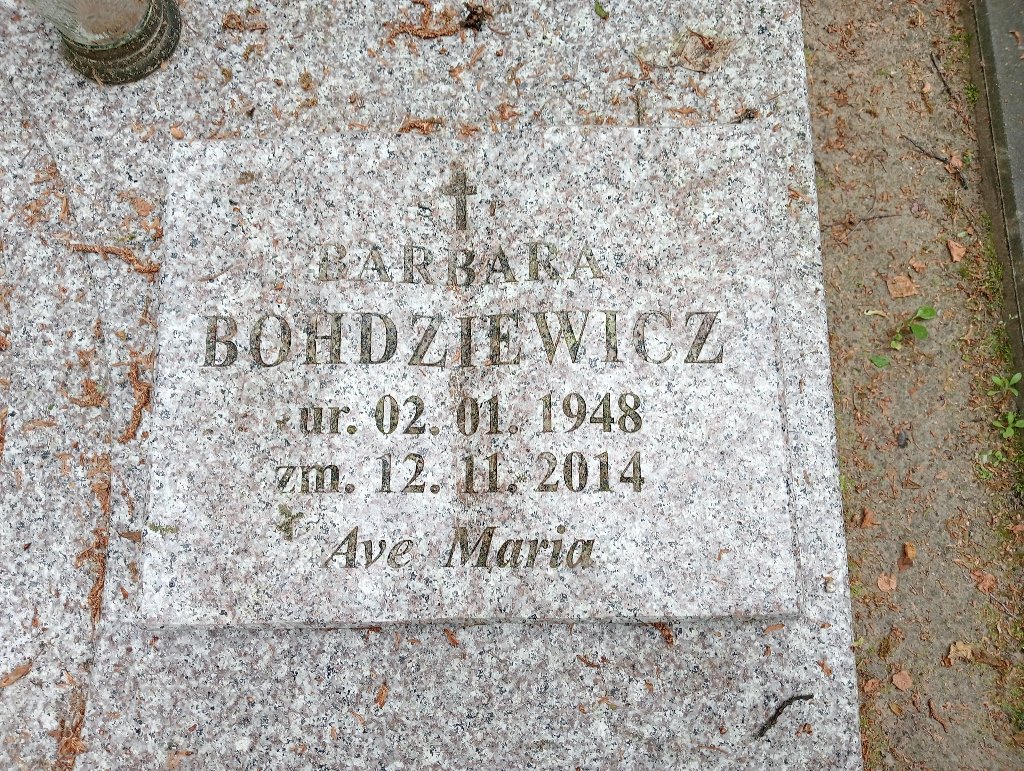 BARBARA
BOHDZIEWICZ
ur. 02. 01. 1948
zm. 12. 11. 2014
Ave Maria